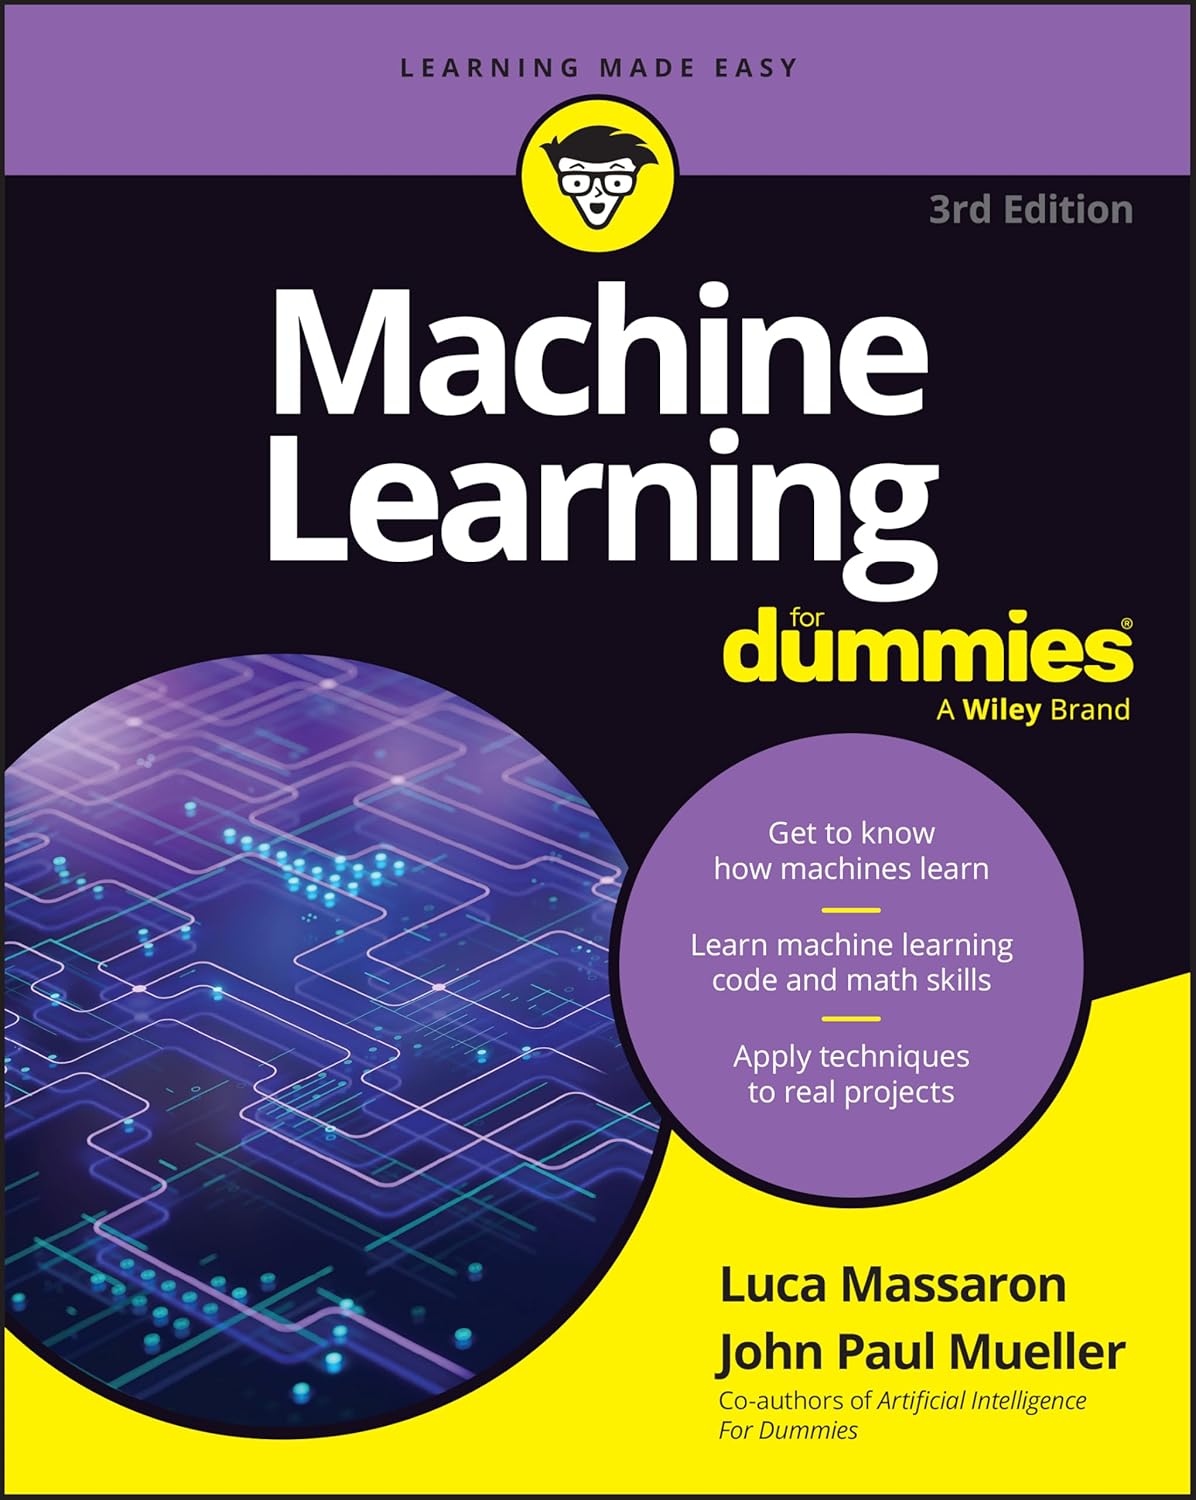 LEARNING MADE EASY
3rd Edition
Machine
Learning
for
dummies®
A Wiley Brand
Get to know
how machines learn
Learn machine learning
code and math skills
Apply techniques
to real projects
Luca Massaron
John Paul Mueller
Co-authors of Artificial Intelligence
For Dummies